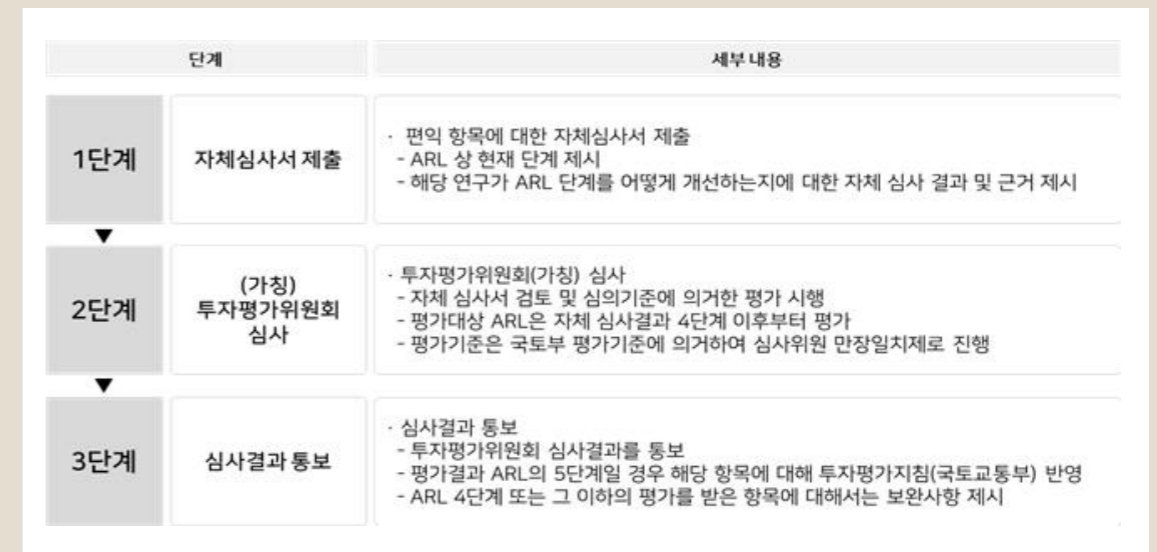 단계
세부 내용
1단계
자체심사서 제출
· 편익 항목에 대한 자체심사서 제출
- ARL 상 현재 단계 제시
- 해당 연구가 ARL 단계를 어떻게 개선하는지에 대한 자체 심사 결과 및 근거 제시
▼
2단계
(가칭)
투자평가위원회
심사
· 투자평가위원회(가칭) 심사
- 자체 심사서 검토 및 심의기준에 의거한 평가 시행
- 평가대상 ARL은 자체 심사결과 4단계 이후부터 평가
- 평가기준은 국토부 평가기준에 의거하여 심사위원 만장일치제로 진행
▼
3단계
심사결과 통보
· 심사결과 통보
- 투자평가위원회 심사결과를 통보
- 평가결과 ARL의 5단계일 경우 해당 항목에 대해 투자평가지침(국토교통부) 반영
- ARL 4단계 또는 그 이하의 평가를 받은 항목에 대해서는 보완사항 제시